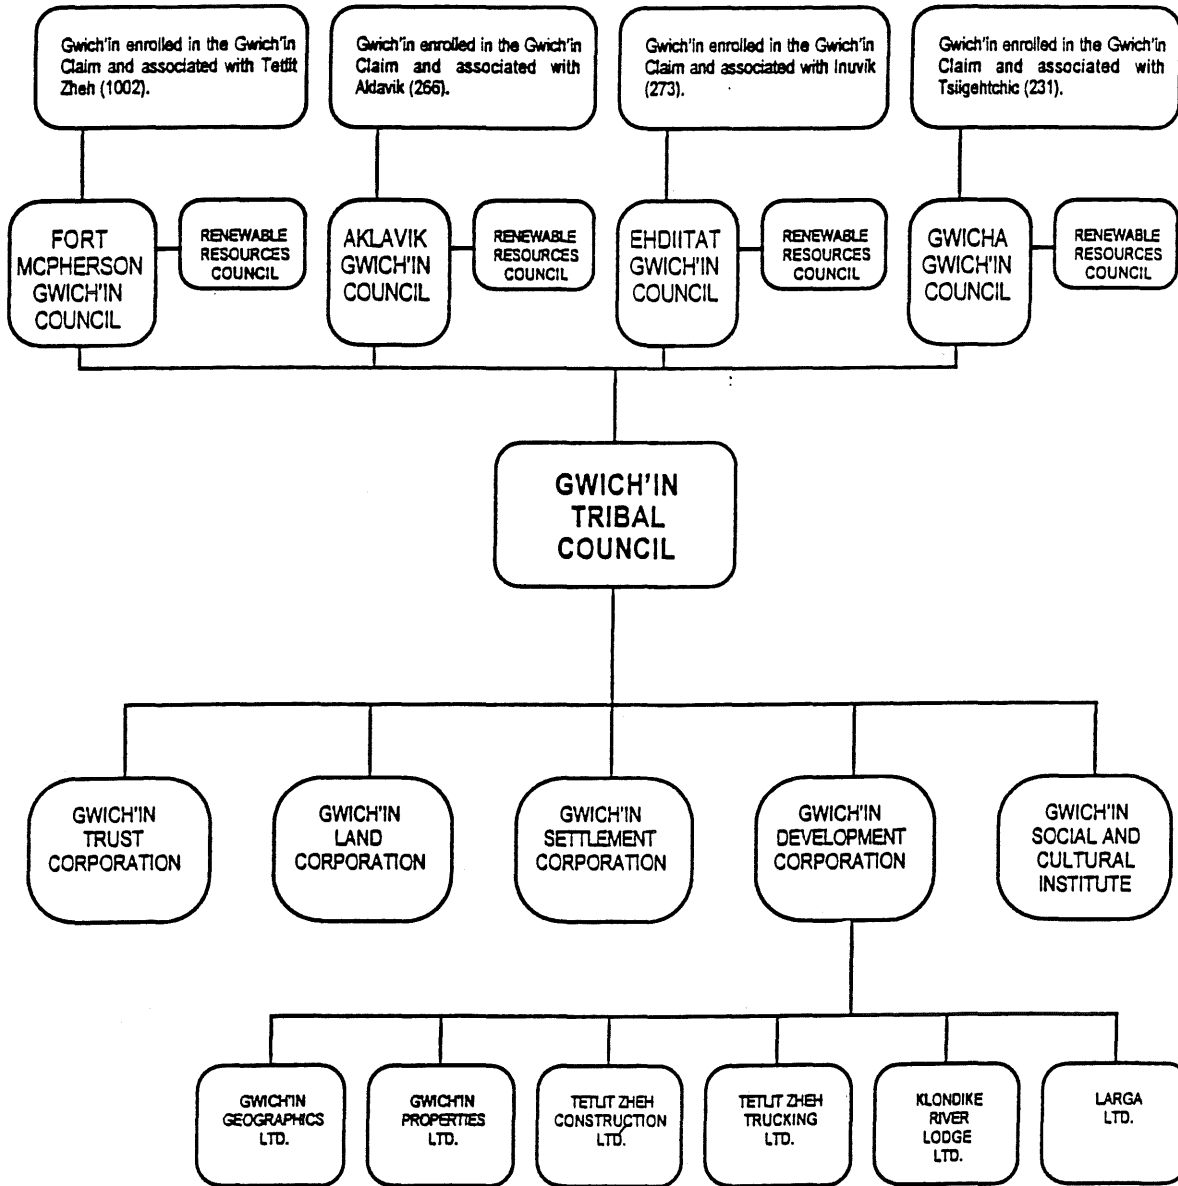 Gwich'in enrolled in the Gwich'in
Claim and associated with Tetlit
Zheh (1002).
Gwich'in enrolled in the Gwich'in
Claim and associated with
Aklavik (266).
Gwich'in enrolled in the Gwich'in
Claim and associated with Inuvik
(273).
Gwich'in enrolled in the Gwich'in
Claim and associated with
Tsiigehtchic (231).
FORT
MCPHERSON
GWICH'IN
COUNCIL
RENEWABLE
RESOURCES
COUNCIL
AKLAVIK
GWICH'IN
COUNCIL
RENEWABLE
RESOURCES
COUNCIL
EHDIITAT
GWICH'IN
COUNCIL
RENEWABLE
RESOURCES
COUNCIL
GWICHA
GWICH'IN
COUNCIL
RENEWABLE
RESOURCES
COUNCIL
GWICH'IN
TRIBAL
COUNCIL
GWICH'IN
TRUST
CORPORATION
GWICH'IN
LAND
CORPORATION
GWICH'IN
SETTLEMENT
CORPORATION
GWICH'IN
DEVELOPMENT
CORPORATION
GWICH'IN
SOCIAL AND
CULTURAL
INSTITUTE
GWICH'IN
GEOGRAPHICS
LTD.
GWICH'IN
PROPERTIES
LTD.
TETLIT ZHEH
CONSTRUCTION
LTD.
TETLIT ZHEH
TRUCKING
LTD.
KLONDIKE
RIVER
LODGE
LTD.
LARGA
LTD.